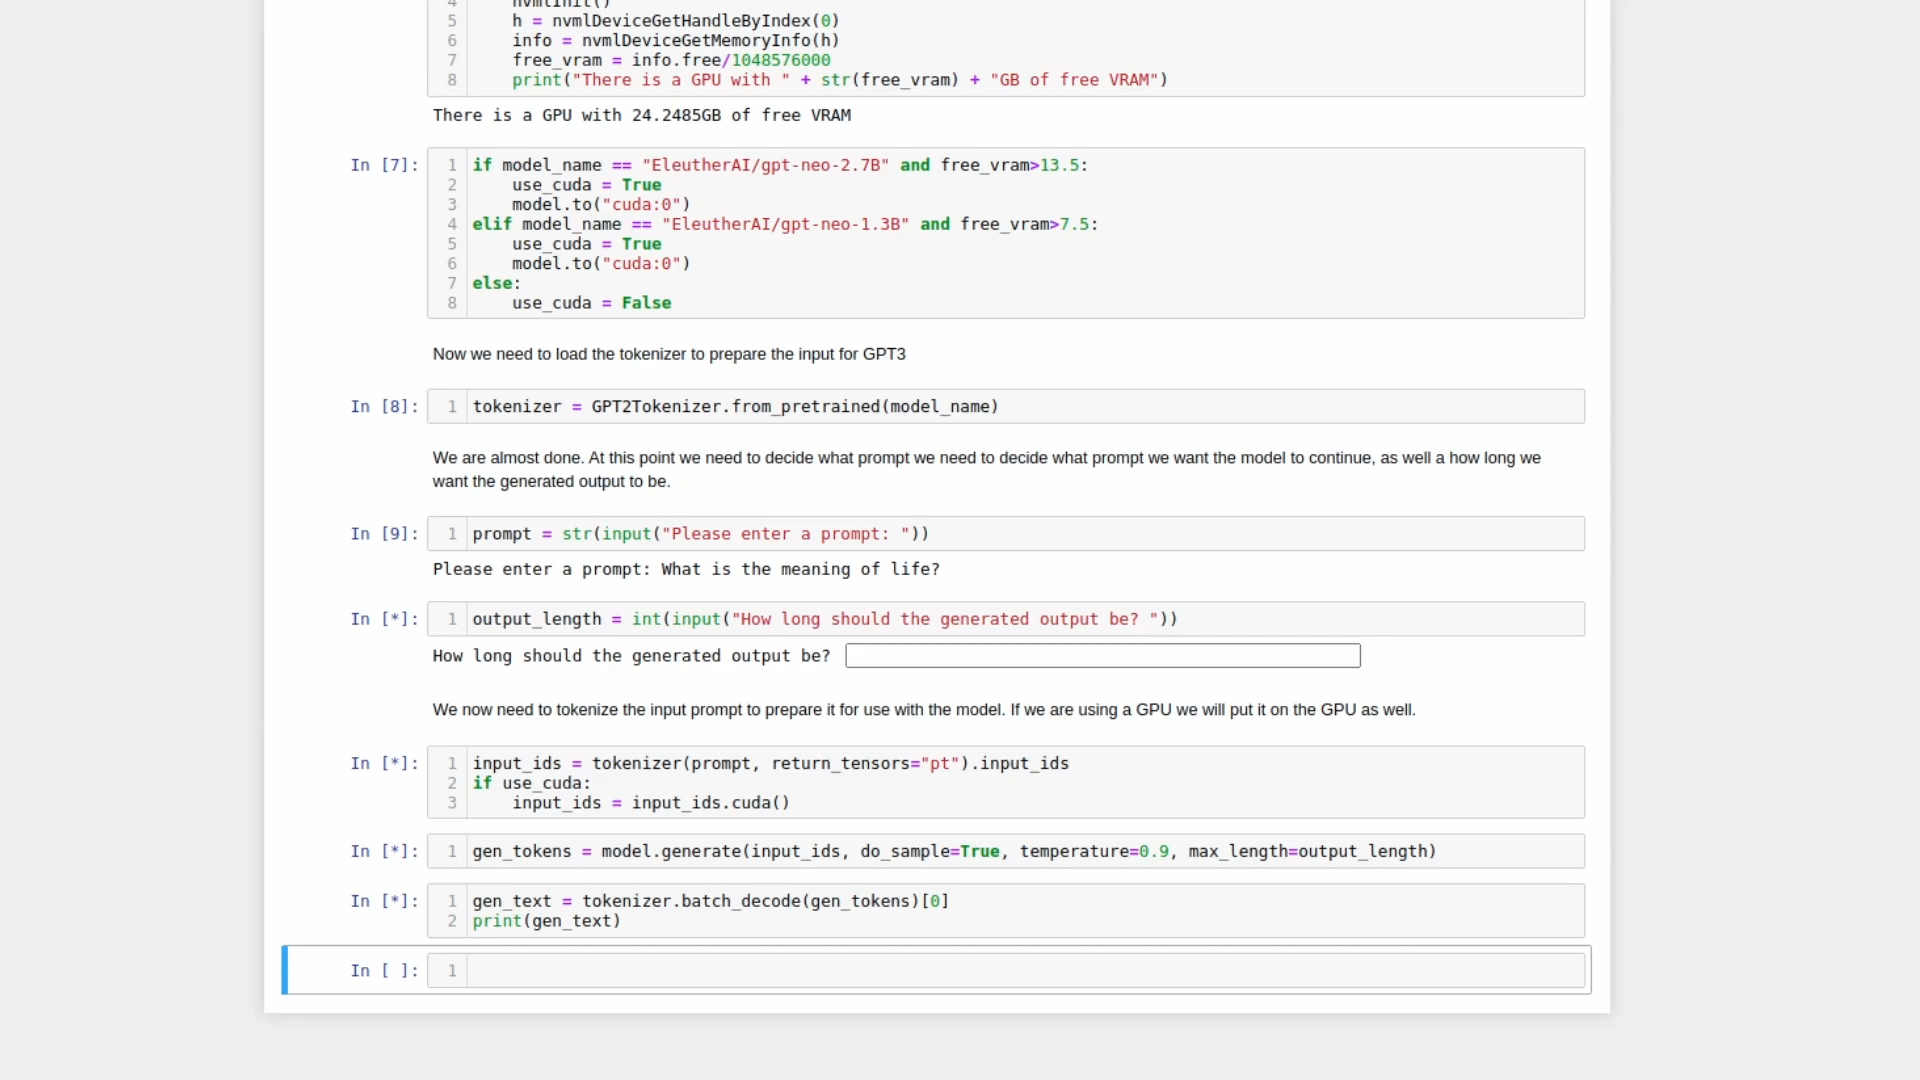 4 nvmlInit()
5 h = nvmlDeviceGetHandleByIndex(0)
6 info = nvmlDeviceGetMemoryInfo(h)
7 free_vram = info.free/1048576000
8 print("There is a GPU with " + str(free_vram) + "GB of free VRAM")
There is a GPU with 24.2485GB of free VRAM
In [7]: 1 if model_name == "EleutherAI/gpt-neo-2.7B" and free_vram>13.5:
2 use_cuda = True
3 model.to("cuda:0")
4 elif model_name == "EleutherAI/gpt-neo-1.3B" and free_vram>7.5:
5 use_cuda = True
6 model.to("cuda:0")
7 else:
8 use_cuda = False
Now we need to load the tokenizer to prepare the input for GPT3
In [8]: 1 tokenizer = GPT2Tokenizer.from_pretrained(model_name)
We are almost done. At this point we need to decide what prompt we need to decide what prompt we want the model to continue, as well a how long we
want the generated output to be.
In [9]: 1 prompt = str(input("Please enter a prompt: "))
Please enter a prompt: What is the meaning of life?
In [*]: 1 output_length = int(input("How long should the generated output be? "))
How long should the generated output be?
We now need to tokenize the input prompt to prepare it for use with the model. If we are using a GPU we will put it on the GPU as well.
In [*]: 1 input_ids = tokenizer(prompt, return_tensors="pt").input_ids
2 if use_cuda:
3 input_ids = input_ids.cuda()
In [*]: 1 gen_tokens = model.generate(input_ids, do_sample=True, temperature=0.9, max_length=output_length)
In [*]: 1 gen_text = tokenizer.batch_decode(gen_tokens)[0]
2 print(gen_text)
In [ ]: 1